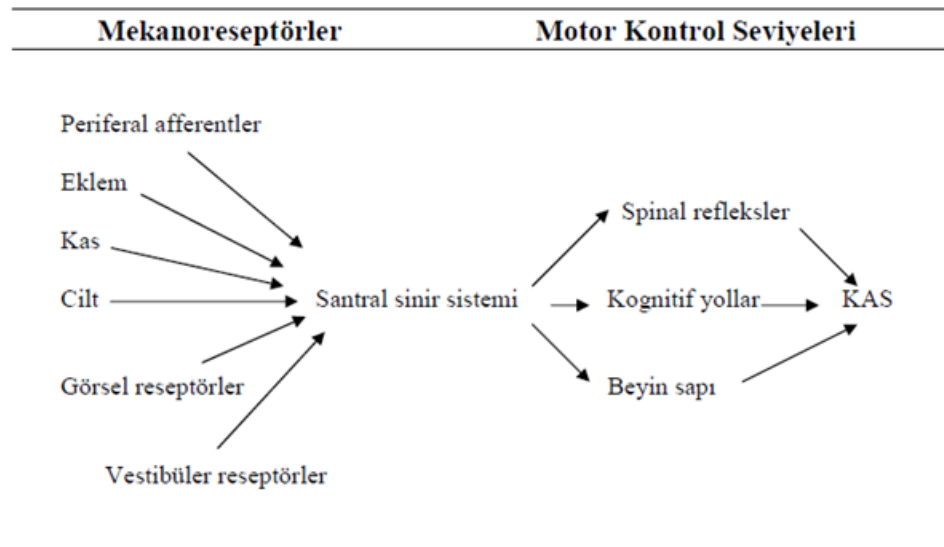 Mekanoreseptörler
Motor Kontrol Seviyeleri
Periferal afferentler
Eklem
Kas
Cilt
Görsel reseptörler
Vestibüler reseptörler
Santral sinir sistemi
Spinal refleksler
Kognitif yollar
Beyin sapı
KAS